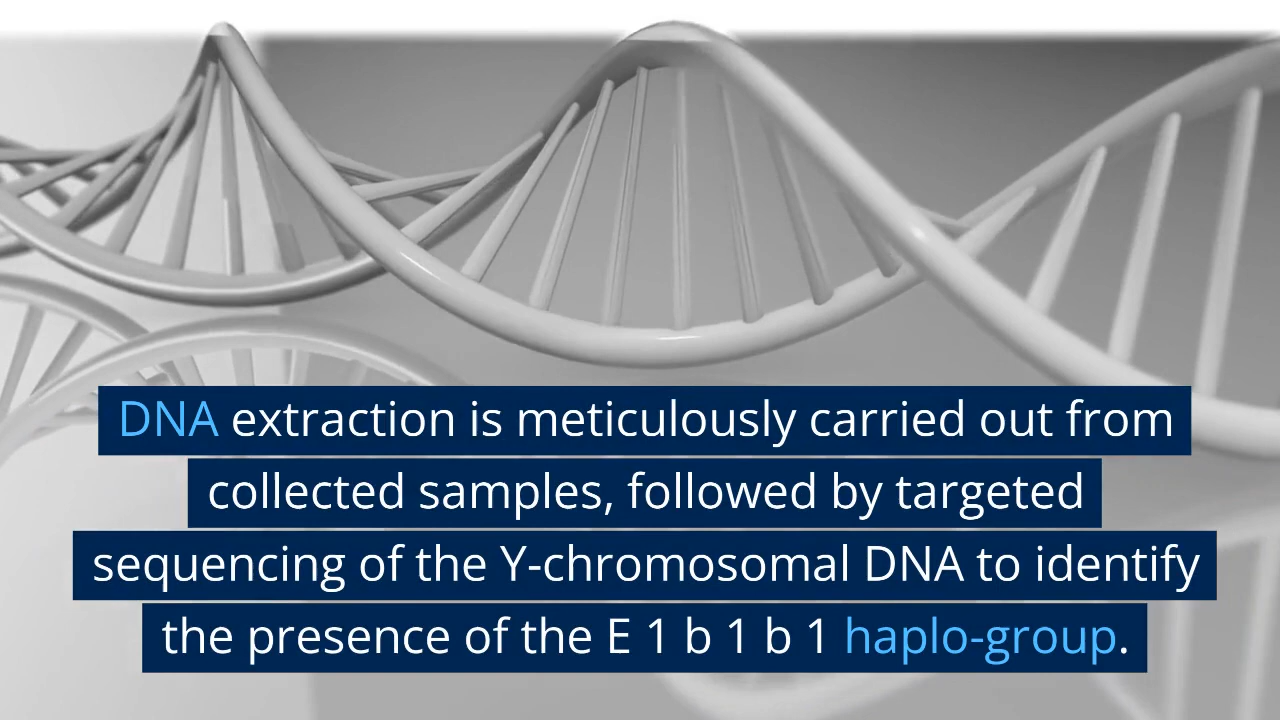 DNA extraction is meticulously carried out from
collected samples, followed by targeted
sequencing of the Y-chromosomal DNA to identify
the presence of the E 1 b 1 b 1 haplo-group.